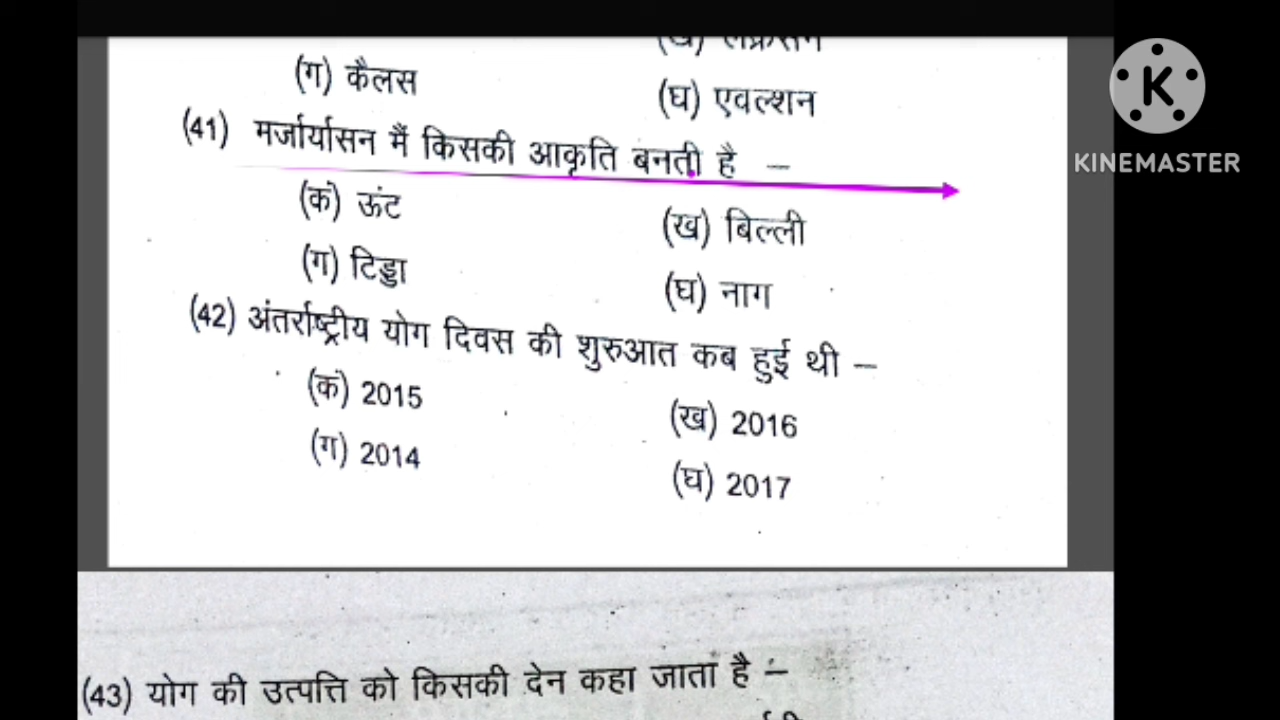 (ग) कैलस
(घ) एवल्शन
(41) मर्जार्यासन मैं किसकी आकृति बनती है –
(क) ऊंट
(ख) बिल्ली
(ग) टिड्डा
(घ) नाग
(42) अंतर्राष्ट्रीय योग दिवस की शुरुआत कब हुई थी –
(क) 2015
(ख) 2016
(ग) 2014
(घ) 2017
(43) योग की उत्पत्ति को किसकी देन कहा जाता है :–
K
KINEMASTER